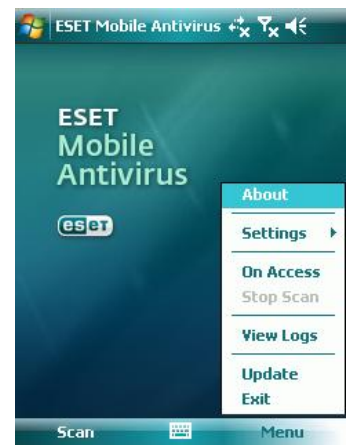 ESET Mobile Antivirus
ESET
Mobile
Antivirus
eseT
About
Settings
On Access
Stop Scan
View Logs
Update
Exit
Scan
Menu